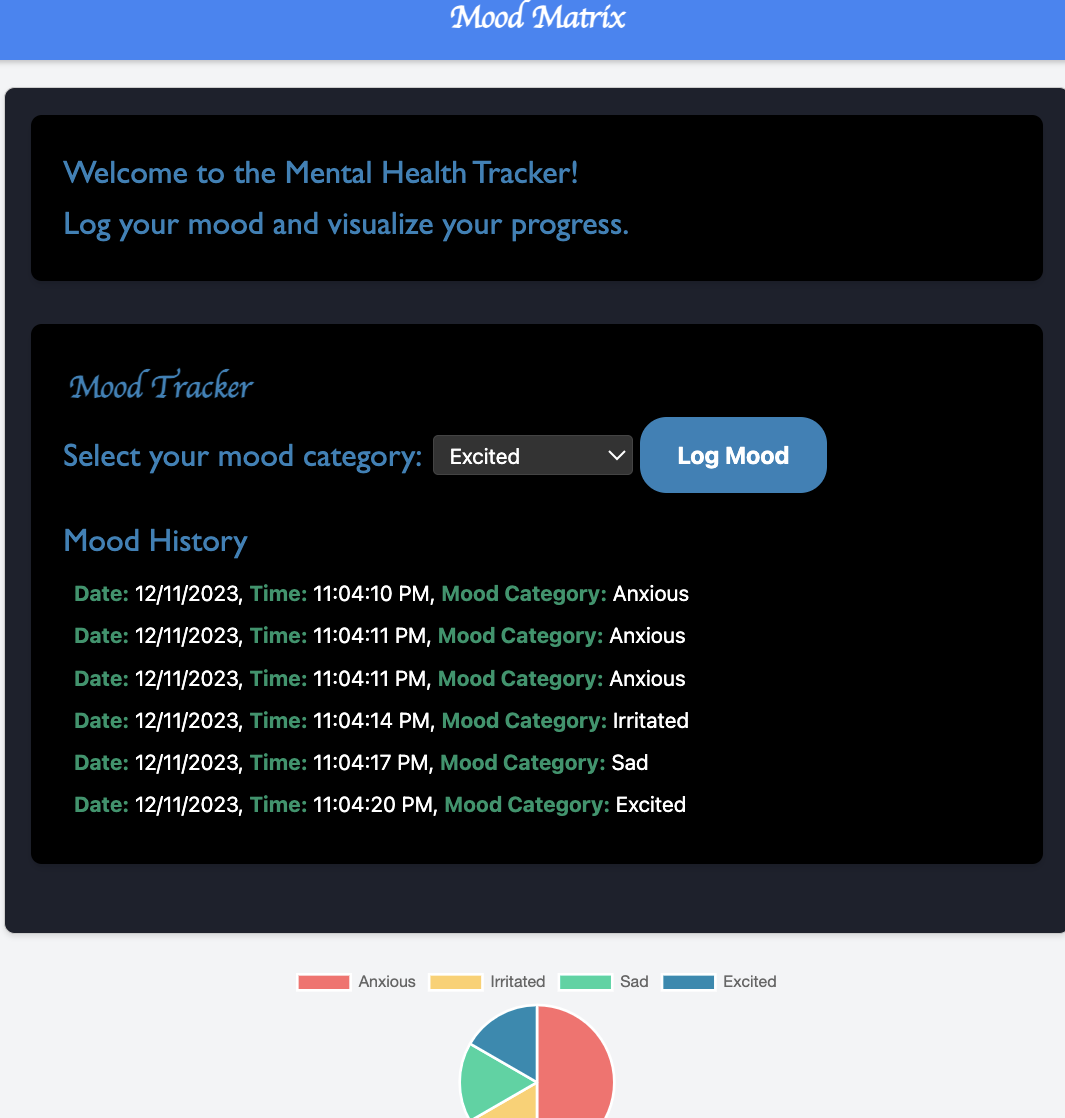 Mood Matrix
Welcome to the Mental Health Tracker!
Log your mood and visualize your progress.
Mood Tracker
Select your mood category: Excited Log Mood
Mood History
Date: 12/11/2023, Time: 11:04:10 PM, Mood Category: Anxious
Date: 12/11/2023, Time: 11:04:11 PM, Mood Category: Anxious
Date: 12/11/2023, Time: 11:04:11 PM, Mood Category: Anxious
Date: 12/11/2023, Time: 11:04:14 PM, Mood Category: Irritated
Date: 12/11/2023, Time: 11:04:17 PM, Mood Category: Sad
Date: 12/11/2023, Time: 11:04:20 PM, Mood Category: Excited
Anxious Irritated Sad Excited